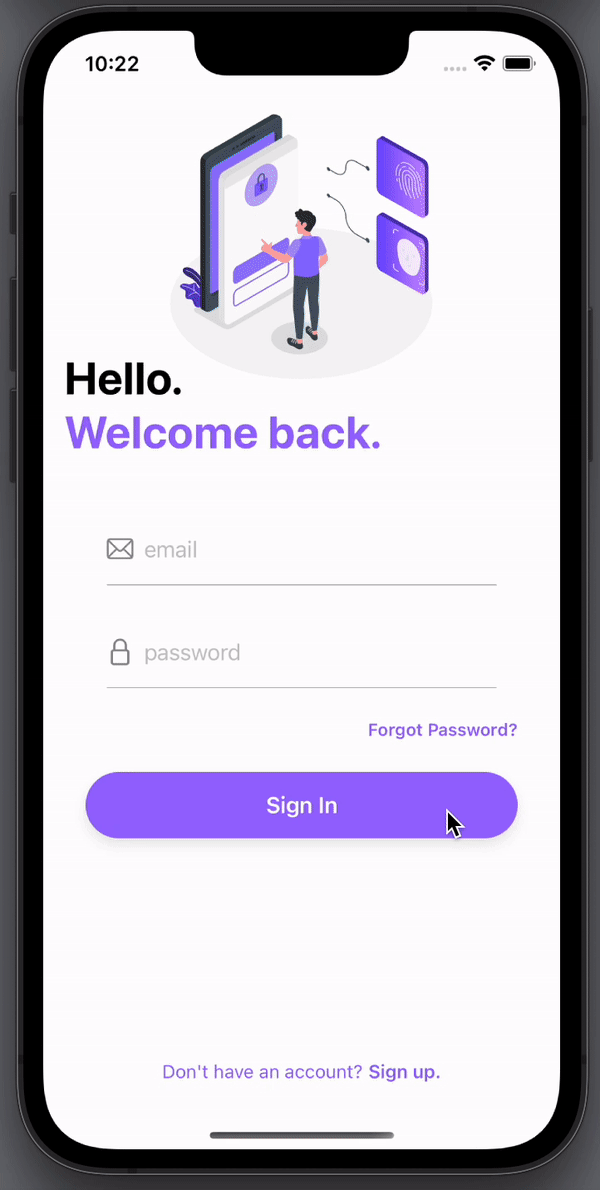 10:22
Hello.
Welcome back.
email
password
Forgot Password?
Sign In
Don't have an account? Sign up.